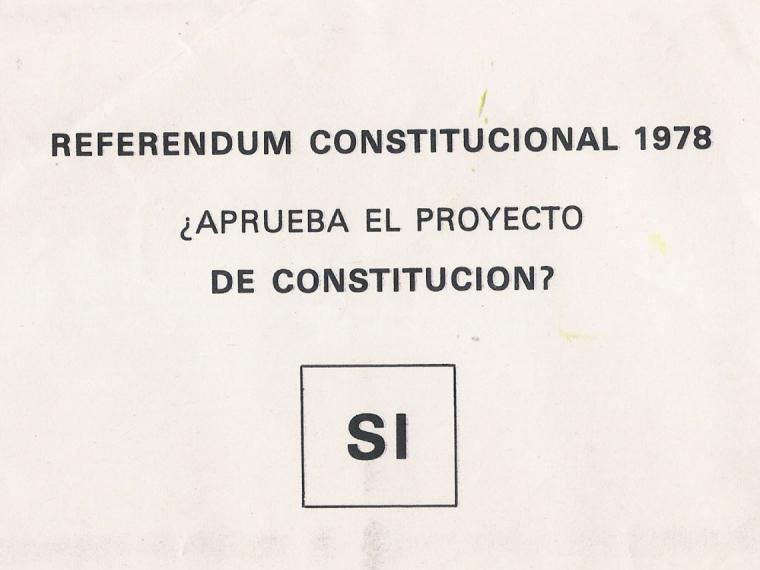 REFERENDUM CONSTITUCIONAL 1978
¿APRUEBA EL PROYECTO
DE CONSTITUCION?
SI